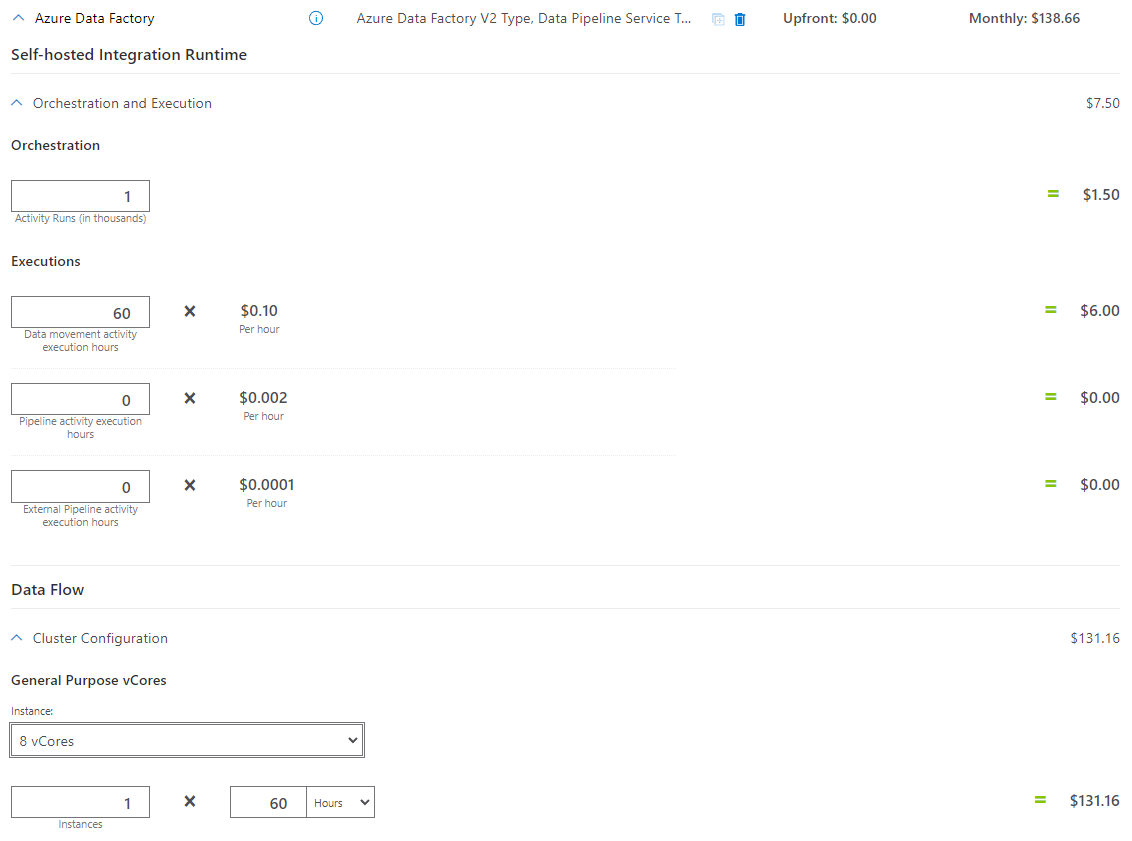 Azure Data Factory
Azure Data Factory V2 Type, Data Pipeline Service T...
Upfront: $0.00
Monthly: $138.66
Self-hosted Integration Runtime
Orchestration and Execution
$7.50
Orchestration
1
= $1.50
Activity Runs (in thousands)
Executions
60 × $0.10 = $6.00
Per hour
Data movement activity
execution hours
0 × $0.002 = $0.00
Per hour
Pipeline activity execution
hours
0 × $0.0001 = $0.00
Per hour
External Pipeline activity
execution hours
Data Flow
Cluster Configuration
$131.16
General Purpose vCores
Instance:
8 vCores
1 × 60 Hours = $131.16
Instances